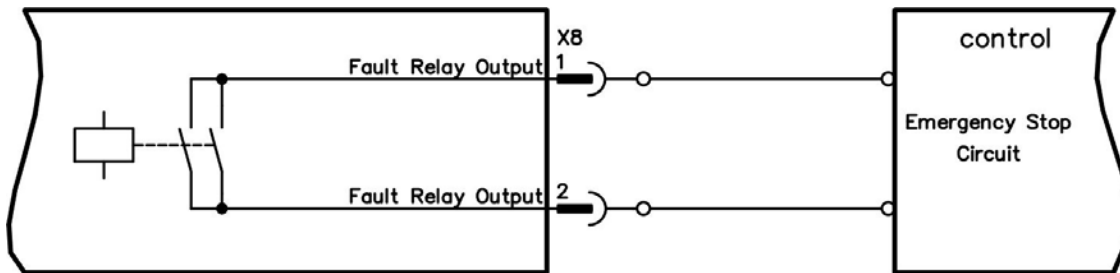 X8
control
Fault Relay Output 1
Emergency Stop
Circuit
Fault Relay Output 2